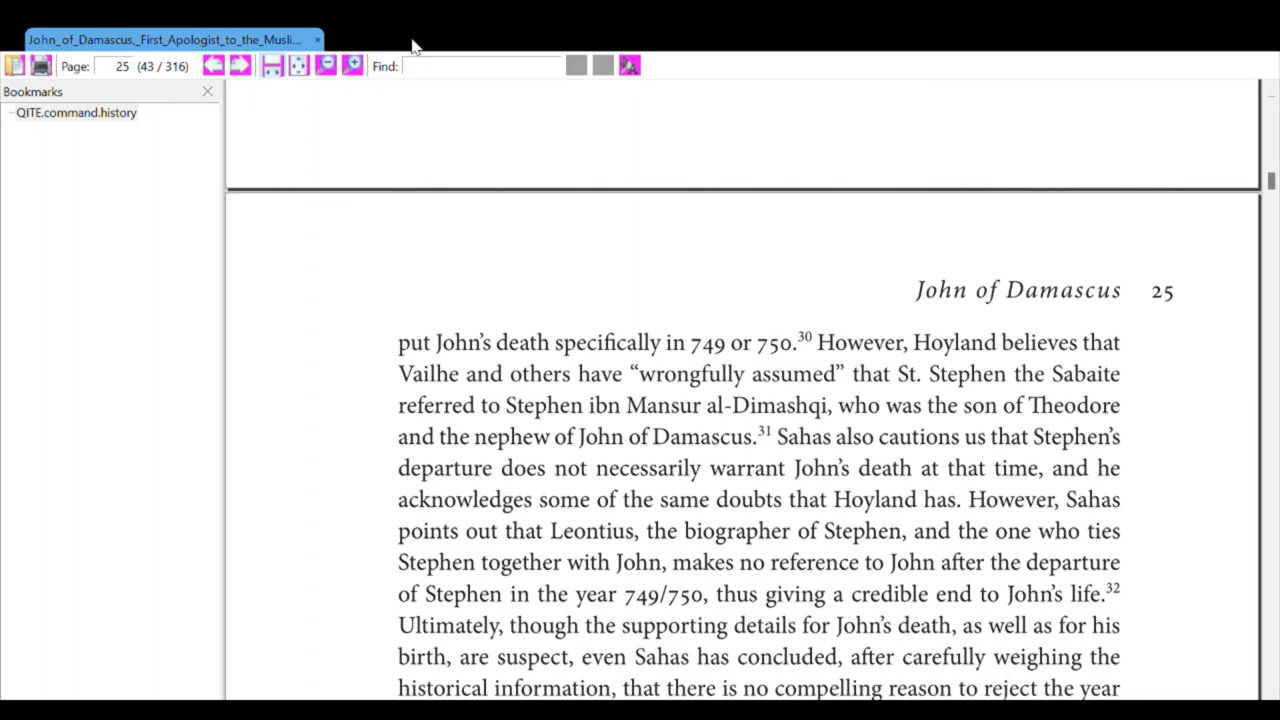 John_of_Damascus,_First_Apologist_to_the_Musli... ×
Page: 25 (43 / 316) Find:
Bookmarks
QITE.command.history
John of Damascus 25
put John’s death specifically in 749 or 750.30 However, Hoyland believes that
Vailhe and others have “wrongfully assumed” that St. Stephen the Sabaite
referred to Stephen ibn Mansur al-Dimashqi, who was the son of Theodore
and the nephew of John of Damascus.31 Sahas also cautions us that Stephen’s
departure does not necessarily warrant John’s death at that time, and he
acknowledges some of the same doubts that Hoyland has. However, Sahas
points out that Leontius, the biographer of Stephen, and the one who ties
Stephen together with John, makes no reference to John after the departure
of Stephen in the year 749/750, thus giving a credible end to John’s life.32
Ultimately, though the supporting details for John’s death, as well as for his
birth, are suspect, even Sahas has concluded, after carefully weighing the
historical information, that there is no compelling reason to reject the year